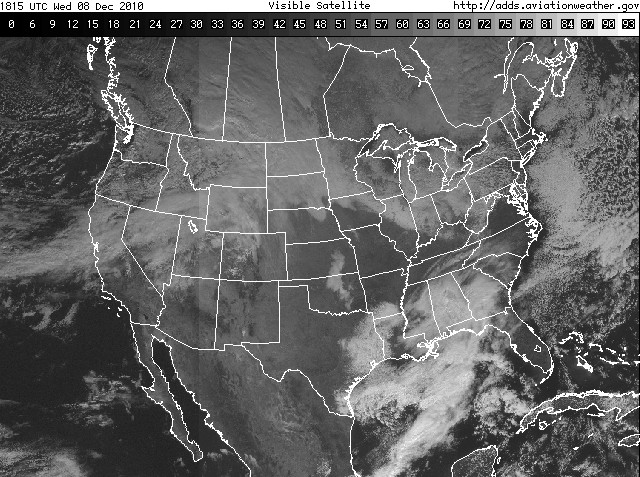 1815 UTC Wed 08 Dec 2010 Visible Satellite http://adds.aviationweather.gov
0 6 9 12 15 18 21 24 27 30 33 36 39 42 45 48 51 54 57 60 63 66 69 72 75 78 81 84 87 90 93